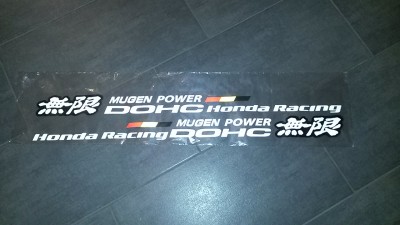 無限 MUGEN POWER
DOHC Honda Racing
MUGEN POWER 無限
Honda Racing DOHC